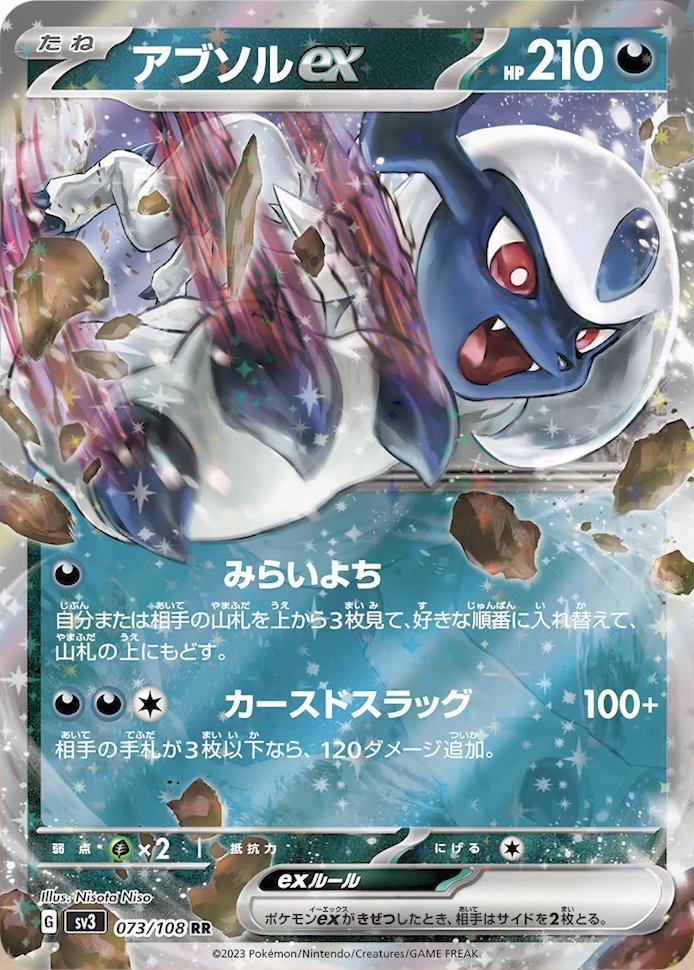 たね
アブソルex
HP 210
みらいよち
自分または相手の山札を上から3枚見て、好きな順番に入れ替えて、
山札の上にもどす。
カースドスラッグ 100+
相手の手札が3枚以下なら、120ダメージ追加。
弱点 ×2 抵抗力 にげる
exルール
ポケモンexがきぜつしたとき、相手はサイドを2枚とる。
Illus. Nisota Niso
G sv3 073/108 RR
©2023 Pokémon/Nintendo/Creatures/GAME FREAK.